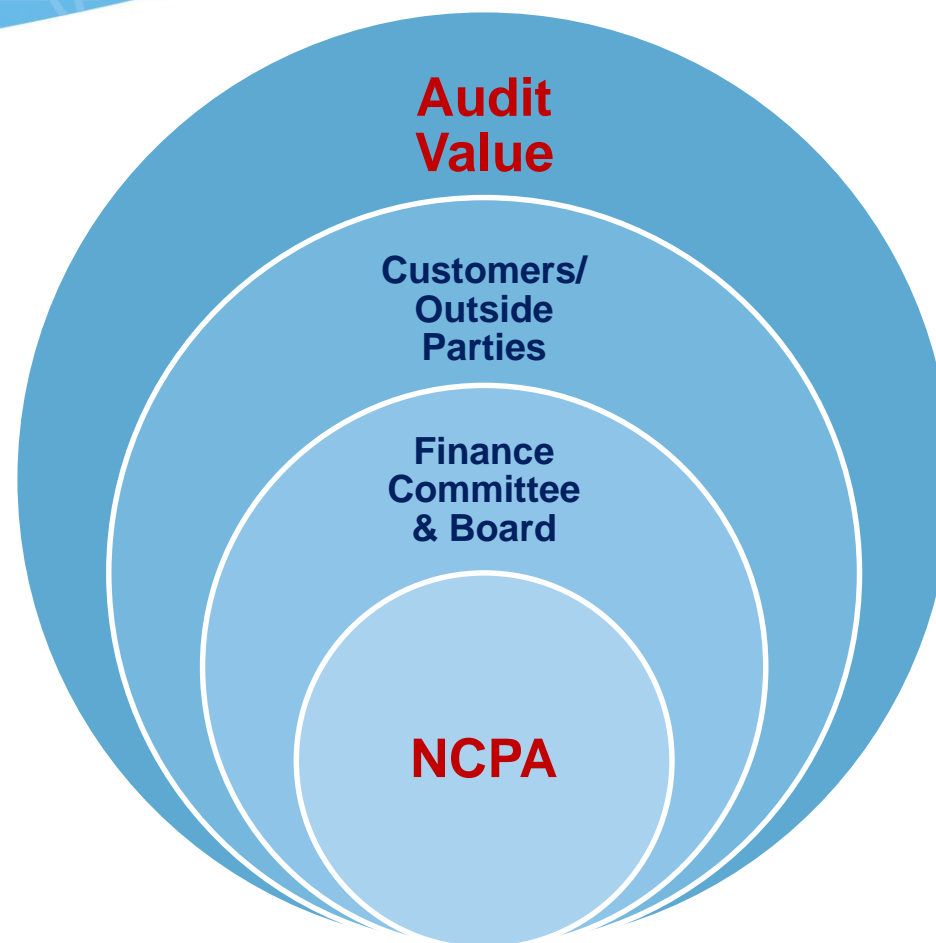 Audit
Value
Customers/
Outside
Parties
Finance
Committee
& Board
NCPA